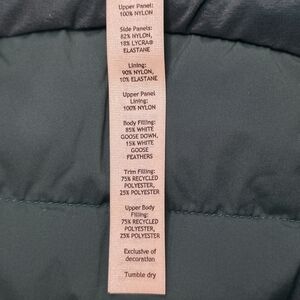 Upper Panel:
100% NYLON
Side Panels:
82% NYLON,
18% LYCRA®
ELASTANE
Lining:
90% NYLON,
10% ELASTANE
Upper Panel
Lining:
100% NYLON
Body Filling:
85% WHITE
GOOSE DOWN,
15% WHITE
GOOSE
FEATHERS
Trim Filling:
75% RECYCLED
POLYESTER,
25% POLYESTER
Upper Body
Filling:
75% RECYCLED
POLYESTER,
25% POLYESTER
Exclusive of
decoration
Tumble dry